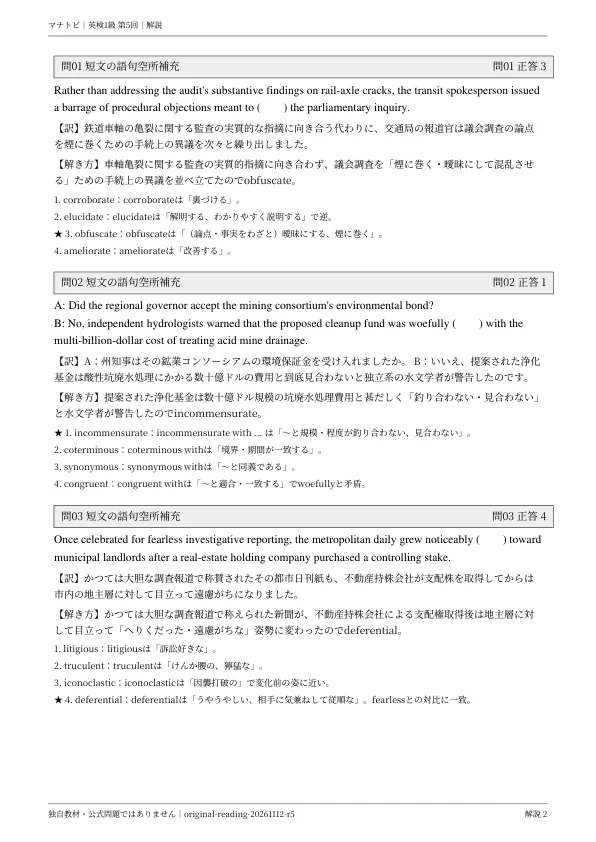 マナトビ｜英検1級 第5回｜解説
問01 短文の語句空所補充 問01 正答 3
Rather than addressing the audit's substantive findings on rail-axle cracks, the transit spokesperson issued
a barrage of procedural objections meant to (　　) the parliamentary inquiry.
【訳】鉄道車軸の亀裂に関する監査の実質的な指摘に向き合う代わりに、交通局の報道官は議会調査の論点
を煙に巻くための手続上の異議を次々と繰り出しました。
【解き方】車軸亀裂に関する監査の実質的指摘に向き合わず、議会調査を「煙に巻く・曖昧にして混乱させ
る」ための手続上の異議を並べ立てたのでobfuscate。
1. corroborate：corroborateは「裏づける」。
2. elucidate：elucidateは「解明する、わかりやすく説明する」で逆。
★ 3. obfuscate：obfuscateは「（論点・事実をわざと）曖昧にする、煙に巻く」。
4. ameliorate：ameliorateは「改善する」。
問02 短文の語句空所補充 問02 正答 1
A: Did the regional governor accept the mining consortium's environmental bond?
B: No, independent hydrologists warned that the proposed cleanup fund was woefully (　　) with the
multi-billion-dollar cost of treating acid mine drainage.
【訳】A：州知事はその鉱業コンソーシアムの環境保証金を受け入れましたか。 B：いいえ、提案された浄化
基金は酸性坑廃水処理にかかる数十億ドルの費用と到底見合わないと独立系の水文学者が警告したのです。
【解き方】提案された浄化基金は数十億ドル規模の坑廃水処理費用と甚だしく「釣り合わない・見合わない」
と水文学者が警告したのでincommensurate。
★ 1. incommensurate：incommensurate with ... は「〜と規模・程度が釣り合わない、見合わない」。
2. coterminous：coterminous withは「境界・期間が一致する」。
3. synonymous：synonymous withは「〜と同義である」。
4. congruent：congruent withは「〜と適合・一致する」でwoefullyと矛盾。
問03 短文の語句空所補充 問03 正答 4
Once celebrated for fearless investigative reporting, the metropolitan daily grew noticeably (　　) toward
municipal landlords after a real-estate holding company purchased a controlling stake.
【訳】かつては大胆な調査報道で称賛されたその都市日刊紙も、不動産持株会社が支配株を取得してからは
市内の地主層に対して目立って遠慮がちになりました。
【解き方】かつては大胆な調査報道で称えられた新聞が、不動産持株会社による支配権取得後は地主層に対
して目立って「へりくだった・遠慮がちな」姿勢に変わったのでdeferential。
1. litigious：litigiousは「訴訟好きな」。
2. truculent：truculentは「けんか腰の、獰猛な」。
3. iconoclastic：iconoclasticは「因襲打破の」で変化前の姿に近い。
★ 4. deferential：deferentialは「うやうやしい、相手に気兼ねして従順な」。fearlessとの対比に一致。
独自教材・公式問題ではありません｜original-reading-20261112-r5 解説 2